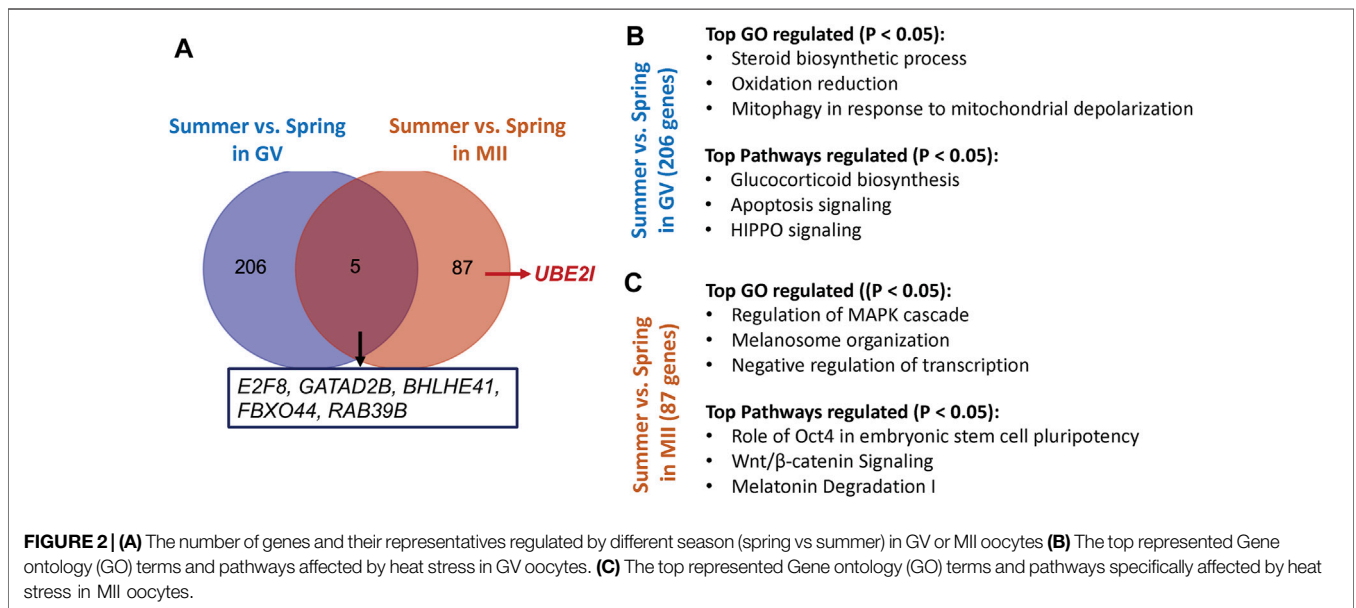 A
Summer vs. Spring
in GV
Summer vs. Spring
in MII
206
5
87
UBE2I
E2F8, GATAD2B, BHLHE41,
FBXO44, RAB39B
B
Summer vs. Spring
in GV (206 genes)
Top GO regulated (P < 0.05):
• Steroid biosynthetic process
• Oxidation reduction
• Mitophagy in response to mitochondrial depolarization
Top Pathways regulated (P < 0.05):
• Glucocorticoid biosynthesis
• Apoptosis signaling
• HIPPO signaling
C
Summer vs. Spring
in MII (87 genes)
Top GO regulated ((P < 0.05):
• Regulation of MAPK cascade
• Melanosome organization
• Negative regulation of transcription
Top Pathways regulated (P < 0.05):
• Role of Oct4 in embryonic stem cell pluripotency
• Wnt/β-catenin Signaling
• Melatonin Degradation I
FIGURE 2 | (A) The number of genes and their representatives regulated by different season (spring vs summer) in GV or MII oocytes (B) The top represented Gene
ontology (GO) terms and pathways affected by heat stress in GV oocytes. (C) The top represented Gene ontology (GO) terms and pathways specifically affected by heat
stress in MII oocytes.